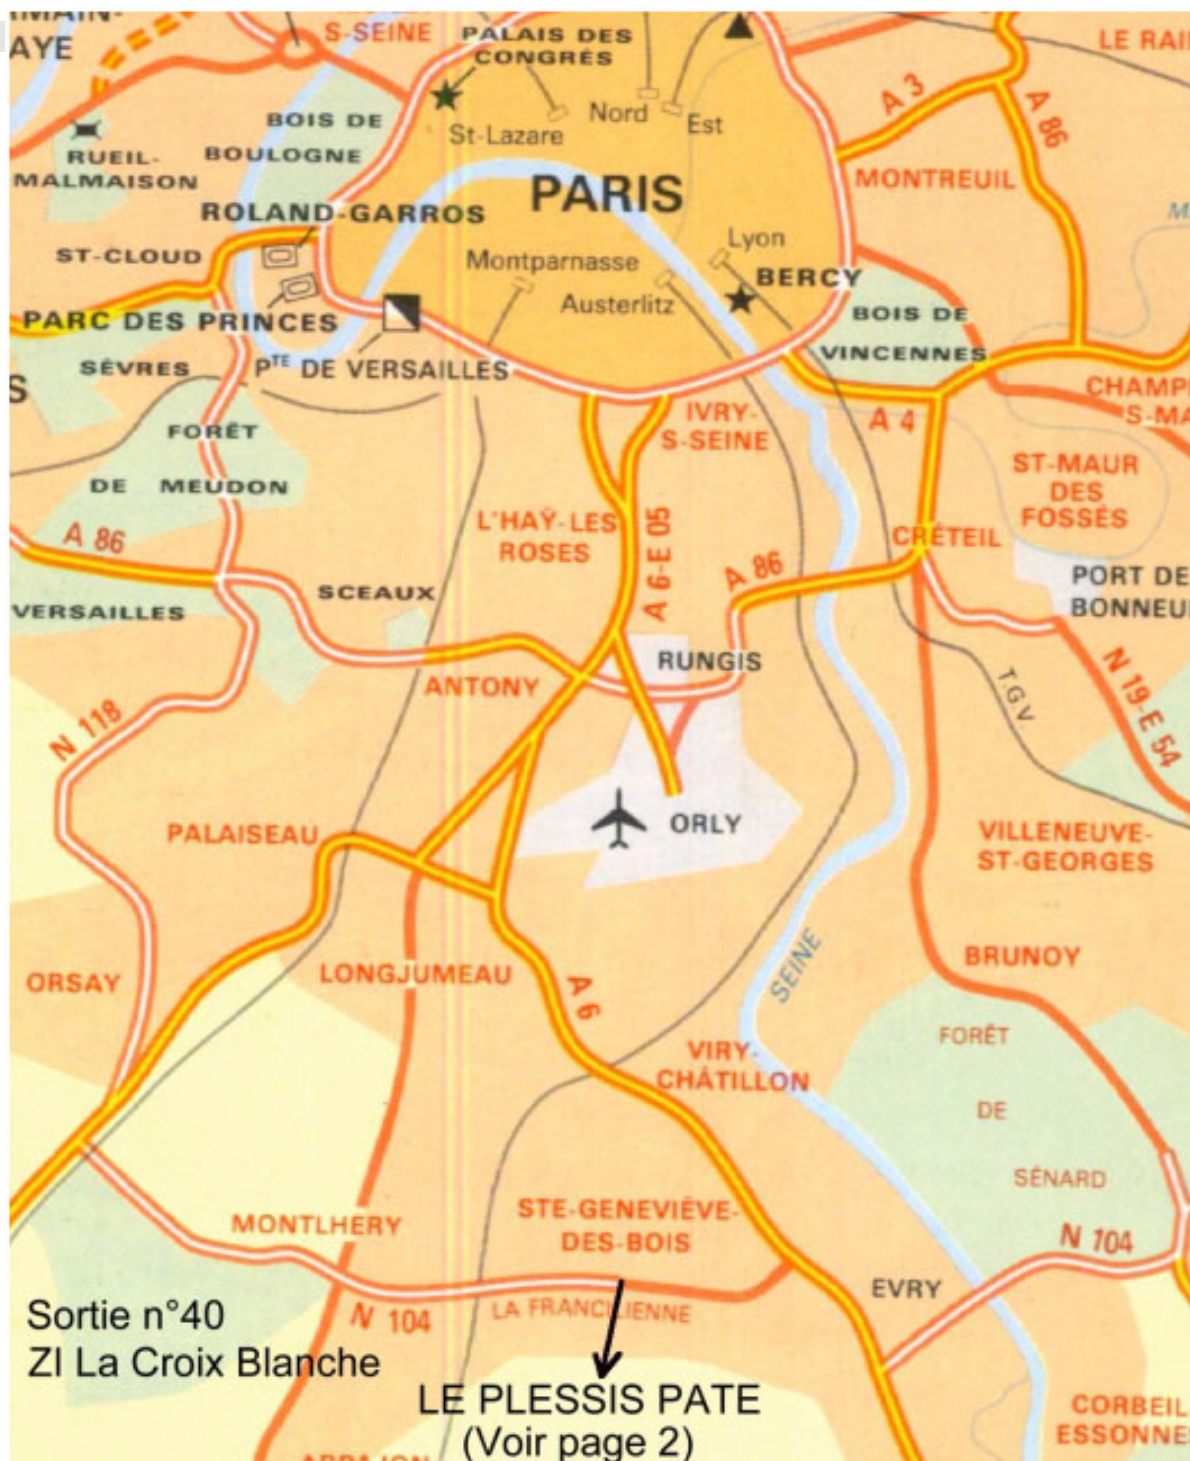 AYE
S-SEINE
PALAIS DES
CONGRÈS
LE RAI
A 3
A 86
Nord
Est
St-Lazare
BOIS DE
BOULOGNE
RUEIL-
MALMAISON
PARIS
MONTREUIL
ROLAND-GARROS
ST-CLOUD
Lyon
Montparnasse
BERCY
Austerlitz
PARC DES PRINCES
BOIS DE
VINCENNES
SÈVRES
PTE DE VERSAILLES
S
CHAMP
S-MA
IVRY-
S-SEINE
A 4
FORÊT
DE MEUDON
ST-MAUR
DES
FOSSÉS
L'HAŸ-LES
ROSES
A 6-E 05
A 86
CRÉTEIL
A 86
PORT DE
BONNEU
VERSAILLES
SCEAUX
RUNGIS
ANTONY
T.G.V.
N 19-E 54
N 118
ORLY
PALAISEAU
VILLENEUVE-
ST-GEORGES
BRUNOY
SEINE
ORSAY
LONGJUMEAU
A 6
FORÊT
DE
SÉNARD
VIRY-
CHÂTILLON
MONTLHERY
STE-GENEVIÈVE-
DES-BOIS
N 104
EVRY
N 104
LA FRANCILIENNE
Sortie n°40
ZI La Croix Blanche
LE PLESSIS PATE
(Voir page 2)
CORBEIL-
ESSONNE